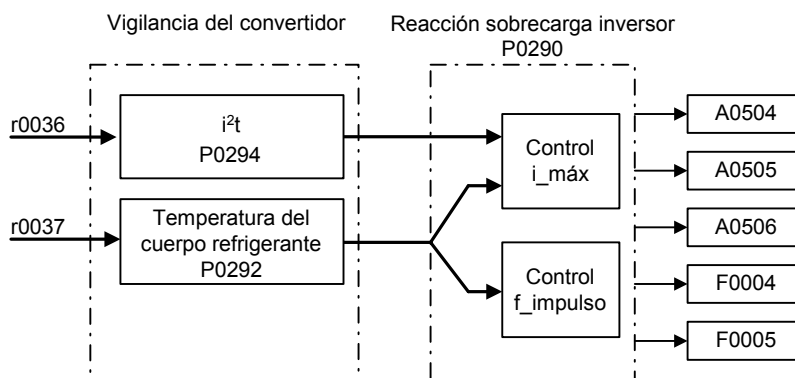 Vigilancia del convertidor
Reacción sobrecarga inversor
P0290
r0036
i²t
P0294
r0037
Temperatura del
cuerpo refrigerante
P0292
Control
i_máx
Control
f_impulso
A0504
A0505
A0506
F0004
F0005